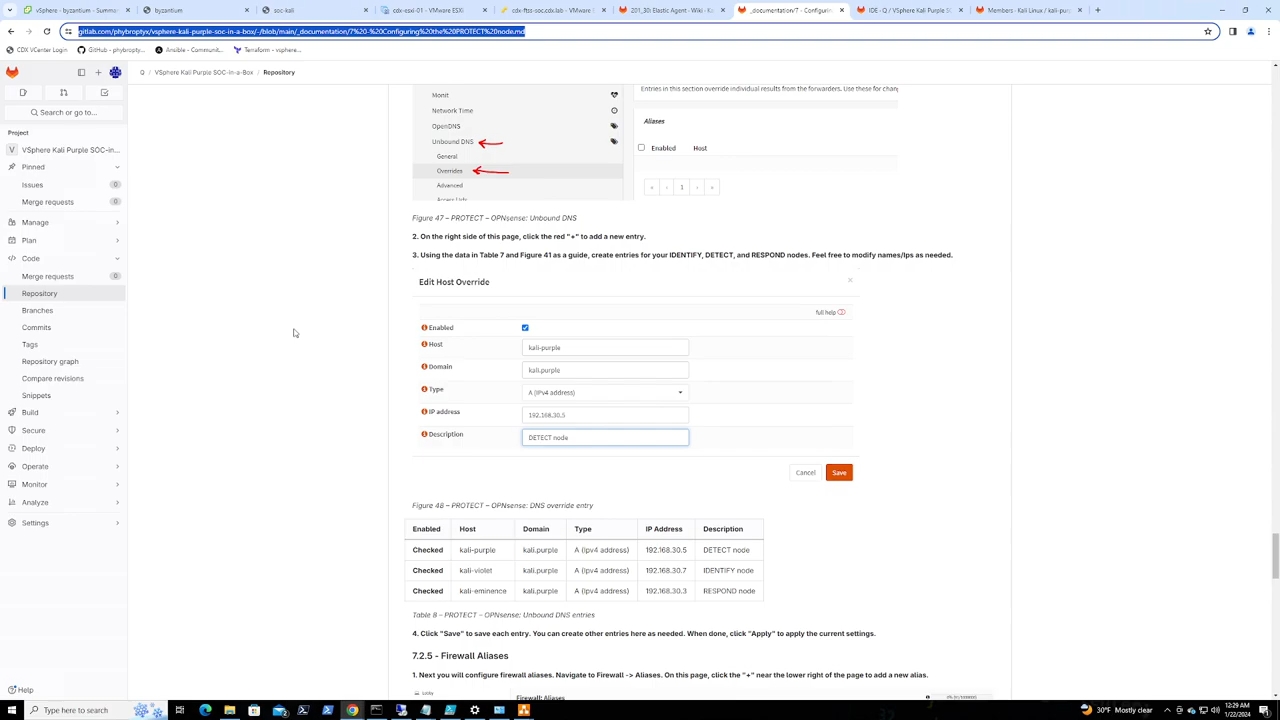 vSphere - byzantium - Summar
byzantium
soc-kali
cdx-esxi-01 - VMware ESXi
cdx-ftss-soc.cdx.lab - VMware
201_30i Elastic Agent - Wiki - Ka
_documentation/7 - Configurin
IDE - Q / VSphere Kali Purple SO
Members - Kali Linux / kali-pur
gitlab.com/phybroptyx/vsphere-kali-purple-soc-in-a-box/-/blob/main/_documentation/7%20-%20Configuring%20the%20PROTECT%20node.md
CDX VCenter Login
GitHub - phybropty...
Ansible - Communit...
Terraform - vsphere...
Q / VSphere Kali Purple SOC-in-a-Box / Repository
Search or go to...
Project
V VSphere Kali Purple SOC-in-...
Pinned
Issues 0
Merge requests 0
Manage
Plan
Code
Merge requests 0
Repository
Branches
Commits
Tags
Repository graph
Compare revisions
Snippets
Build
Secure
Deploy
Operate
Monitor
Analyze
Settings
Help
Monit
Network Time
OpenDNS
Unbound DNS
General
Overrides
Advanced
Access Lists
Entries in this section override individual results from the forwarders. Use these for chang
Aliases
Enabled Host
« ‹ 1 › »
Figure 47 – PROTECT – OPNsense: Unbound DNS
2. On the right side of this page, click the red "+" to add a new entry.
3. Using the data in Table 7 and Figure 41 as a guide, create entries for your IDENTIFY, DETECT, and RESPOND nodes. Feel free to modify names/Ips as needed.
Edit Host Override
full help
Enabled
Host kali-purple
Domain kali.purple
Type A (IPv4 address)
IP address 192.168.30.5
Description DETECT node
Cancel Save
Figure 48 – PROTECT – OPNsense: DNS override entry
Enabled Host Domain Type IP Address Description
Checked kali-purple kali.purple A (Ipv4 address) 192.168.30.5 DETECT node
Checked kali-violet kali.purple A (Ipv4 address) 192.168.30.7 IDENTIFY node
Checked kali-eminence kali.purple A (Ipv4 address) 192.168.30.3 RESPOND node
Table 8 – PROTECT – OPNsense: Unbound DNS entries
4. Click "Save" to save each entry. You can create other entries here as needed. When done, click "Apply" to apply the current settings.
7.2.5 - Firewall Aliases
1. Next you will configure firewall aliases. Navigate to Firewall -> Aliases. On this page, click the "+" near the lower right of the page to add a new alias.
Lobby
Firewall: Aliases
Type here to search
30°F Mostly clear
12:29 AM
1/22/2024